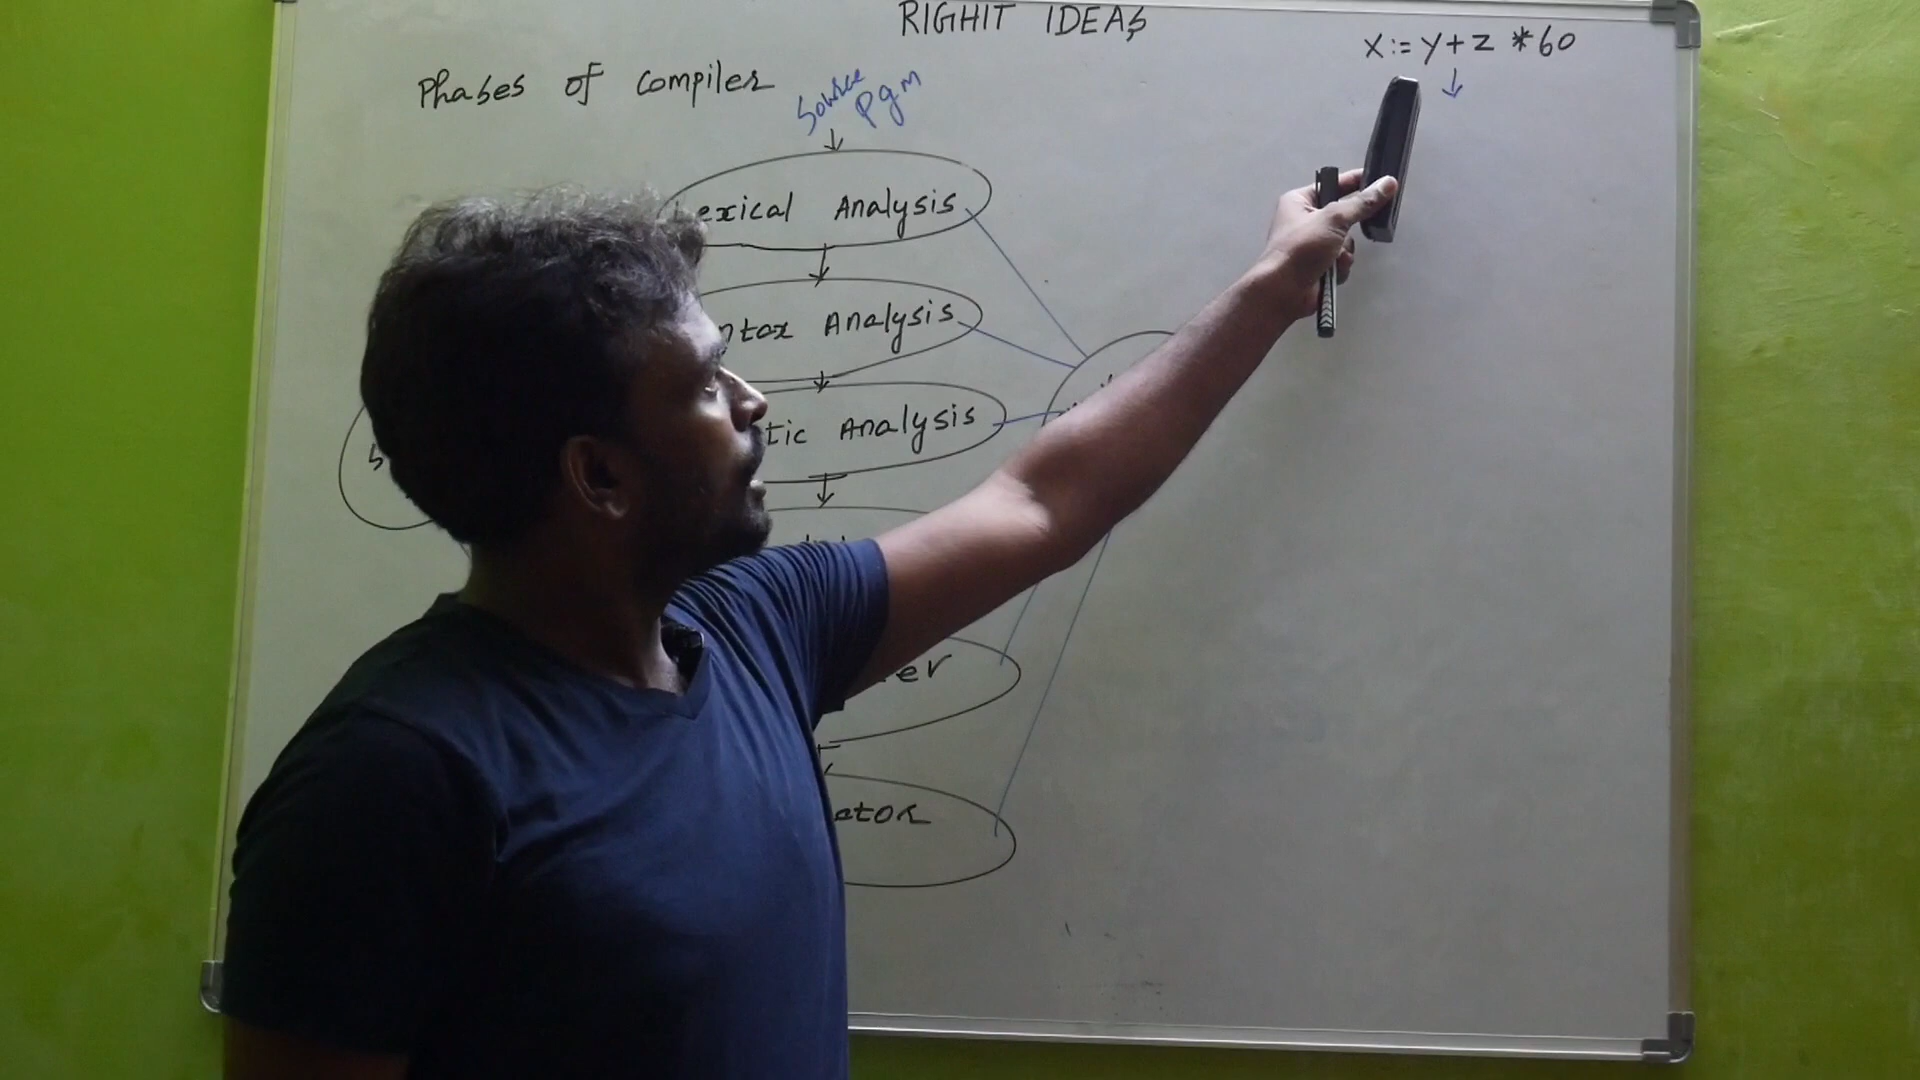 RIGHIT IDEAS
X:= Y+Z *60
Phases of Compiler
Source
Pgm
Lexical Analysis
ntax Analysis
tic Analysis
er
ator